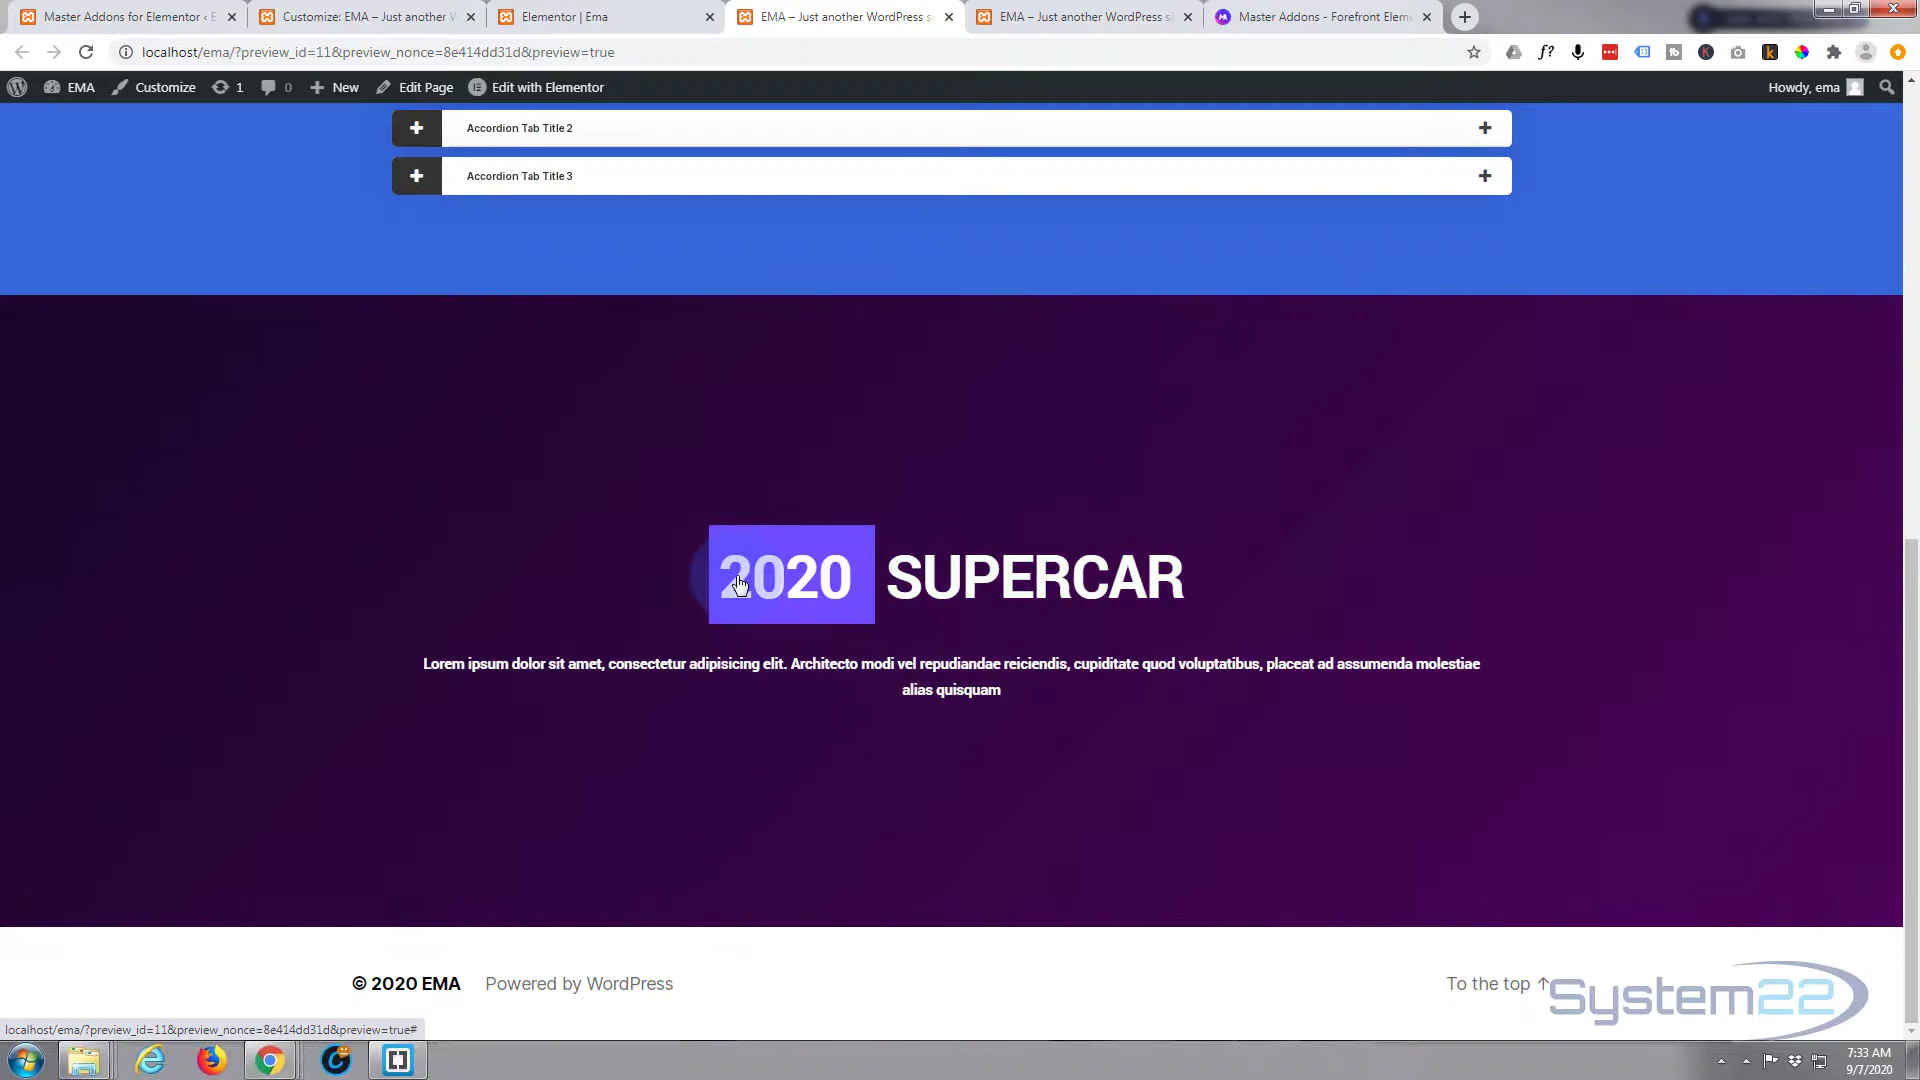 Master Addons for Elementor ‹ E
Customize: EMA – Just another W
Elementor | Ema
EMA – Just another WordPress s
EMA – Just another WordPress s
Master Addons - Forefront Elem
localhost/ema/?preview_id=11&preview_nonce=8e414dd31d&preview=true
EMA
Customize
1
0
New
Edit Page
Edit with Elementor
Howdy, ema
Accordion Tab Title 2
Accordion Tab Title 3
2020 SUPERCAR
Lorem ipsum dolor sit amet, consectetur adipisicing elit. Architecto modi vel repudiandae reiciendis, cupiditate quod voluptatibus, placeat ad assumenda molestiae
alias quisquam
© 2020 EMA
Powered by WordPress
To the top ↑
System22
localhost/ema/?preview_id=11&preview_nonce=8e414dd31d&preview=true#
7:33 AM
9/7/2020